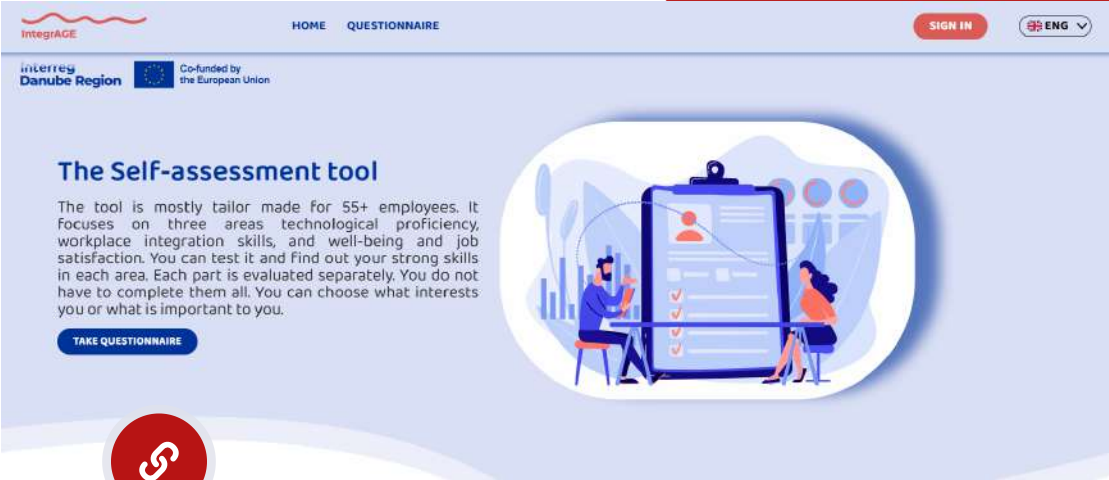 IntegrAGE
HOME QUESTIONNAIRE
SIGN IN
ENG
Interreg
Danube Region
Co-funded by
the European Union
The Self-assessment tool
The tool is mostly tailor made for 55+ employees. It
focuses on three areas technological proficiency,
workplace integration skills, and well-being and job
satisfaction. You can test it and find out your strong skills
in each area. Each part is evaluated separately. You do not
have to complete them all. You can choose what interests
you or what is important to you.
TAKE QUESTIONNAIRE